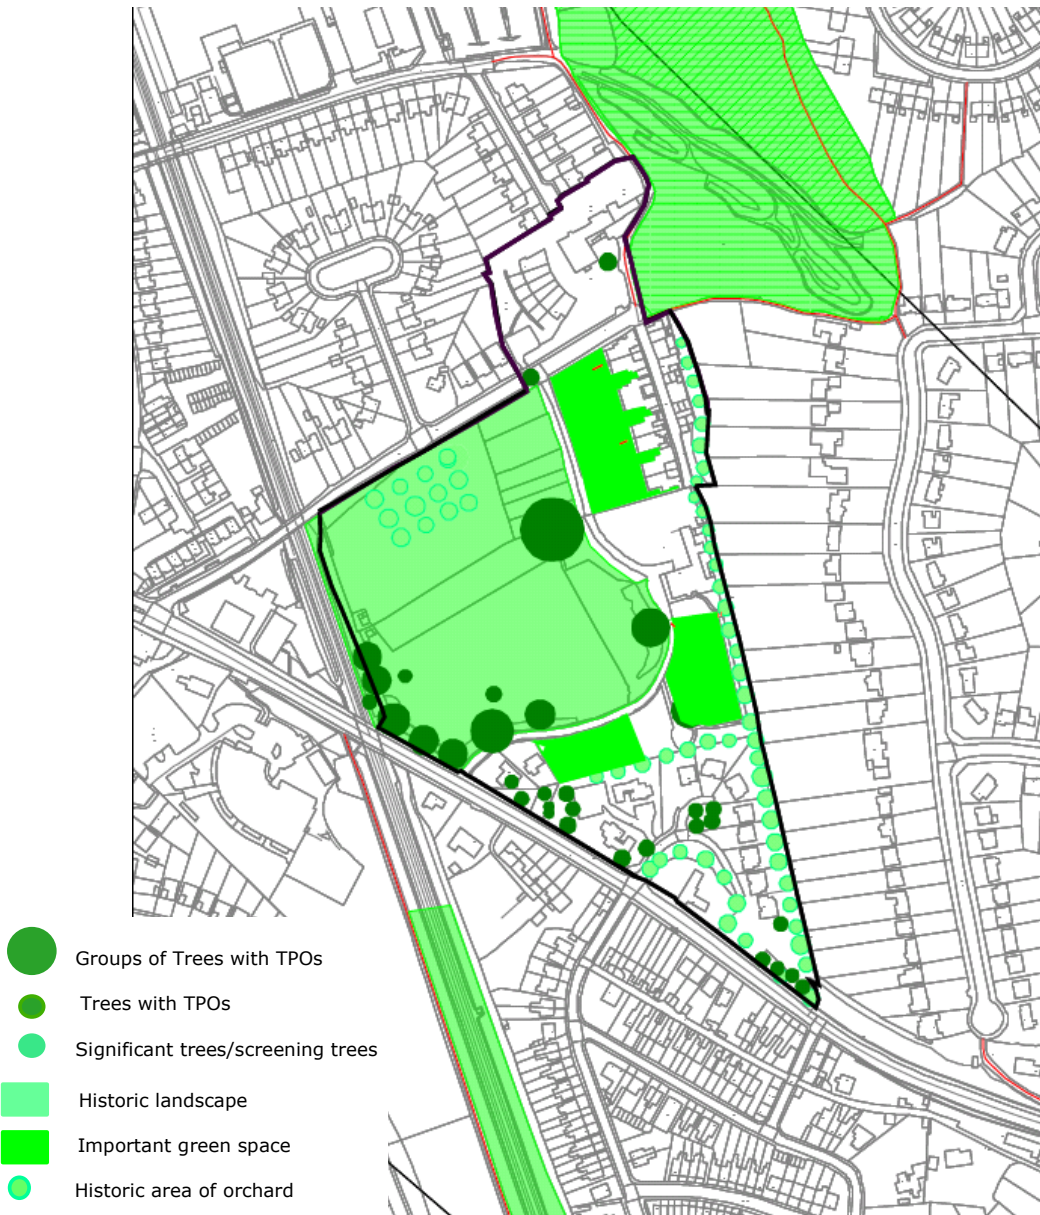 Groups of Trees with TPOs
Trees with TPOs
Significant trees/screening trees
Historic landscape
Important green space
Historic area of orchard